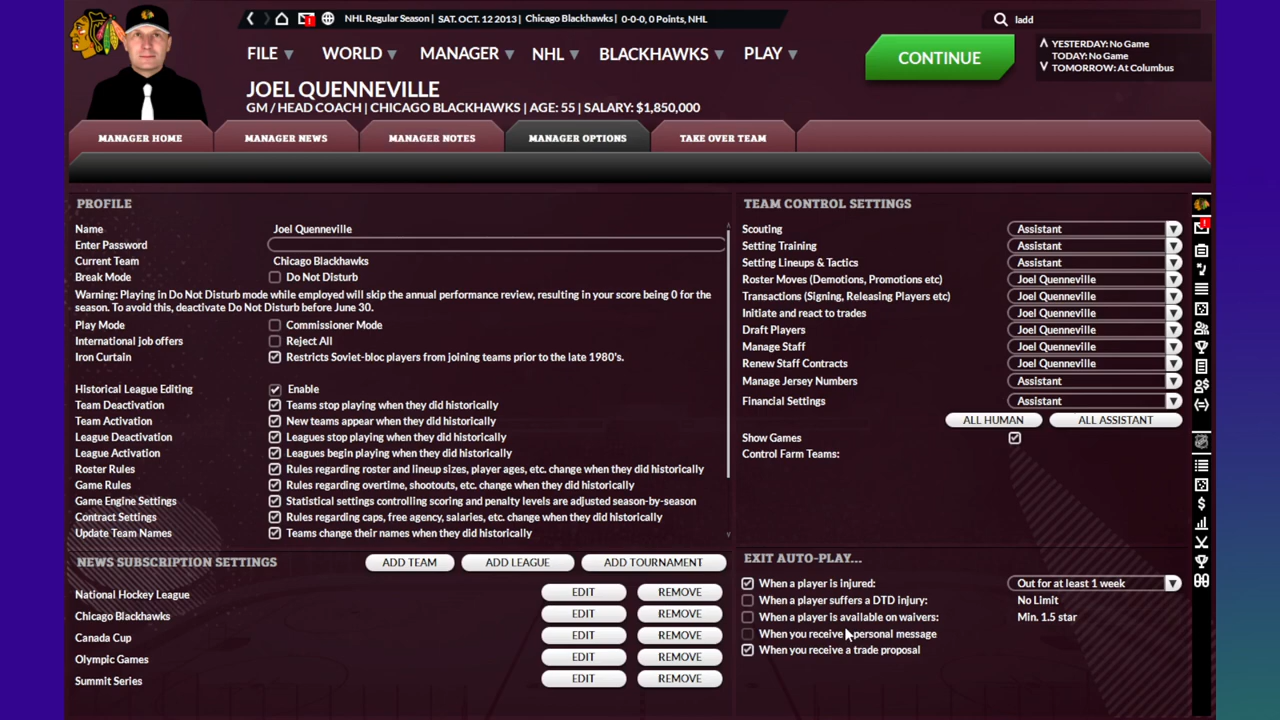 NHL Regular Season | SAT. OCT. 12 2013 | Chicago Blackhawks | 0-0-0, 0 Points, NHL
ladd
FILE WORLD MANAGER NHL BLACKHAWKS PLAY
CONTINUE
YESTERDAY: No Game
TODAY: No Game
TOMORROW: At Columbus
JOEL QUENNEVILLE
GM / HEAD COACH | CHICAGO BLACKHAWKS | AGE: 55 | SALARY: $1,850,000
MANAGER HOME MANAGER NEWS MANAGER NOTES MANAGER OPTIONS TAKE OVER TEAM
PROFILE
Name Joel Quenneville
Enter Password
Current Team Chicago Blackhawks
Break Mode Do Not Disturb
Warning: Playing in Do Not Disturb mode while employed will skip the annual performance review, resulting in your score being 0 for the
season. To avoid this, deactivate Do Not Disturb before June 30.
Play Mode Commissioner Mode
International job offers Reject All
Iron Curtain Restricts Soviet-bloc players from joining teams prior to the late 1980's.
Historical League Editing Enable
Team Deactivation Teams stop playing when they did historically
Team Activation New teams appear when they did historically
League Deactivation Leagues stop playing when they did historically
League Activation Leagues begin playing when they did historically
Roster Rules Rules regarding roster and lineup sizes, player ages, etc. change when they did historically
Game Rules Rules regarding overtime, shootouts, etc. change when they did historically
Game Engine Settings Statistical settings controlling scoring and penalty levels are adjusted season-by-season
Contract Settings Rules regarding caps, free agency, salaries, etc. change when they did historically
Update Team Names Teams change their names when they did historically
NEWS SUBSCRIPTION SETTINGS ADD TEAM ADD LEAGUE ADD TOURNAMENT
National Hockey League EDIT REMOVE
Chicago Blackhawks EDIT REMOVE
Canada Cup EDIT REMOVE
Olympic Games EDIT REMOVE
Summit Series EDIT REMOVE
TEAM CONTROL SETTINGS
Scouting Assistant
Setting Training Assistant
Setting Lineups & Tactics Assistant
Roster Moves (Demotions, Promotions etc) Joel Quenneville
Transactions (Signing, Releasing Players etc) Joel Quenneville
Initiate and react to trades Joel Quenneville
Draft Players Joel Quenneville
Manage Staff Joel Quenneville
Renew Staff Contracts Joel Quenneville
Manage Jersey Numbers Assistant
Financial Settings Assistant
ALL HUMAN ALL ASSISTANT
Show Games
Control Farm Teams:
EXIT AUTO-PLAY...
When a player is injured: Out for at least 1 week
When a player suffers a DTD injury: No Limit
When a player is available on waivers: Min. 1.5 star
When you receive personal message
When you receive a trade proposal